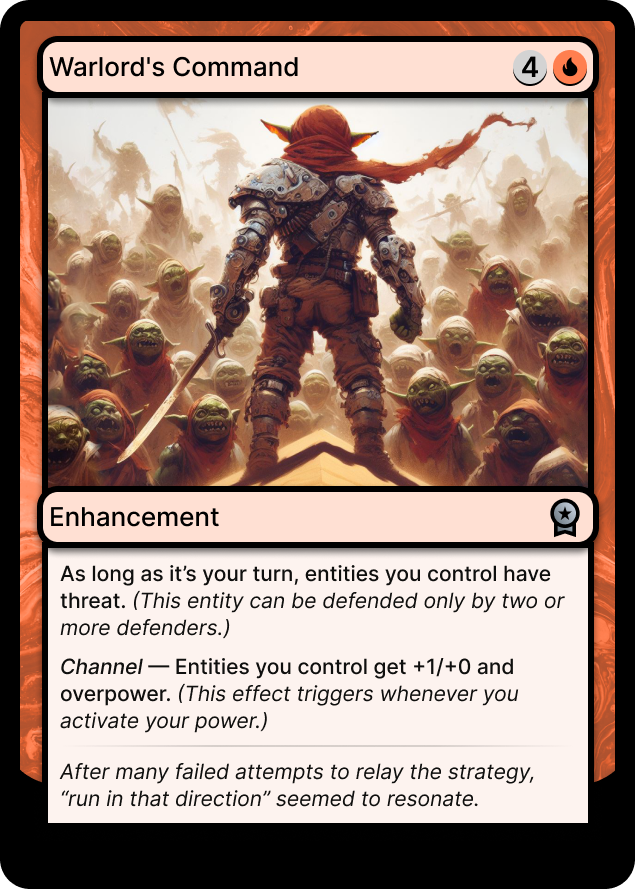 Warlord's Command
4
Enhancement
As long as it’s your turn, entities you control have
threat. (This entity can be defended only by two or
more defenders.)
Channel — Entities you control get +1/+0 and
overpower. (This effect triggers whenever you
activate your power.)
After many failed attempts to relay the strategy,
“run in that direction” seemed to resonate.